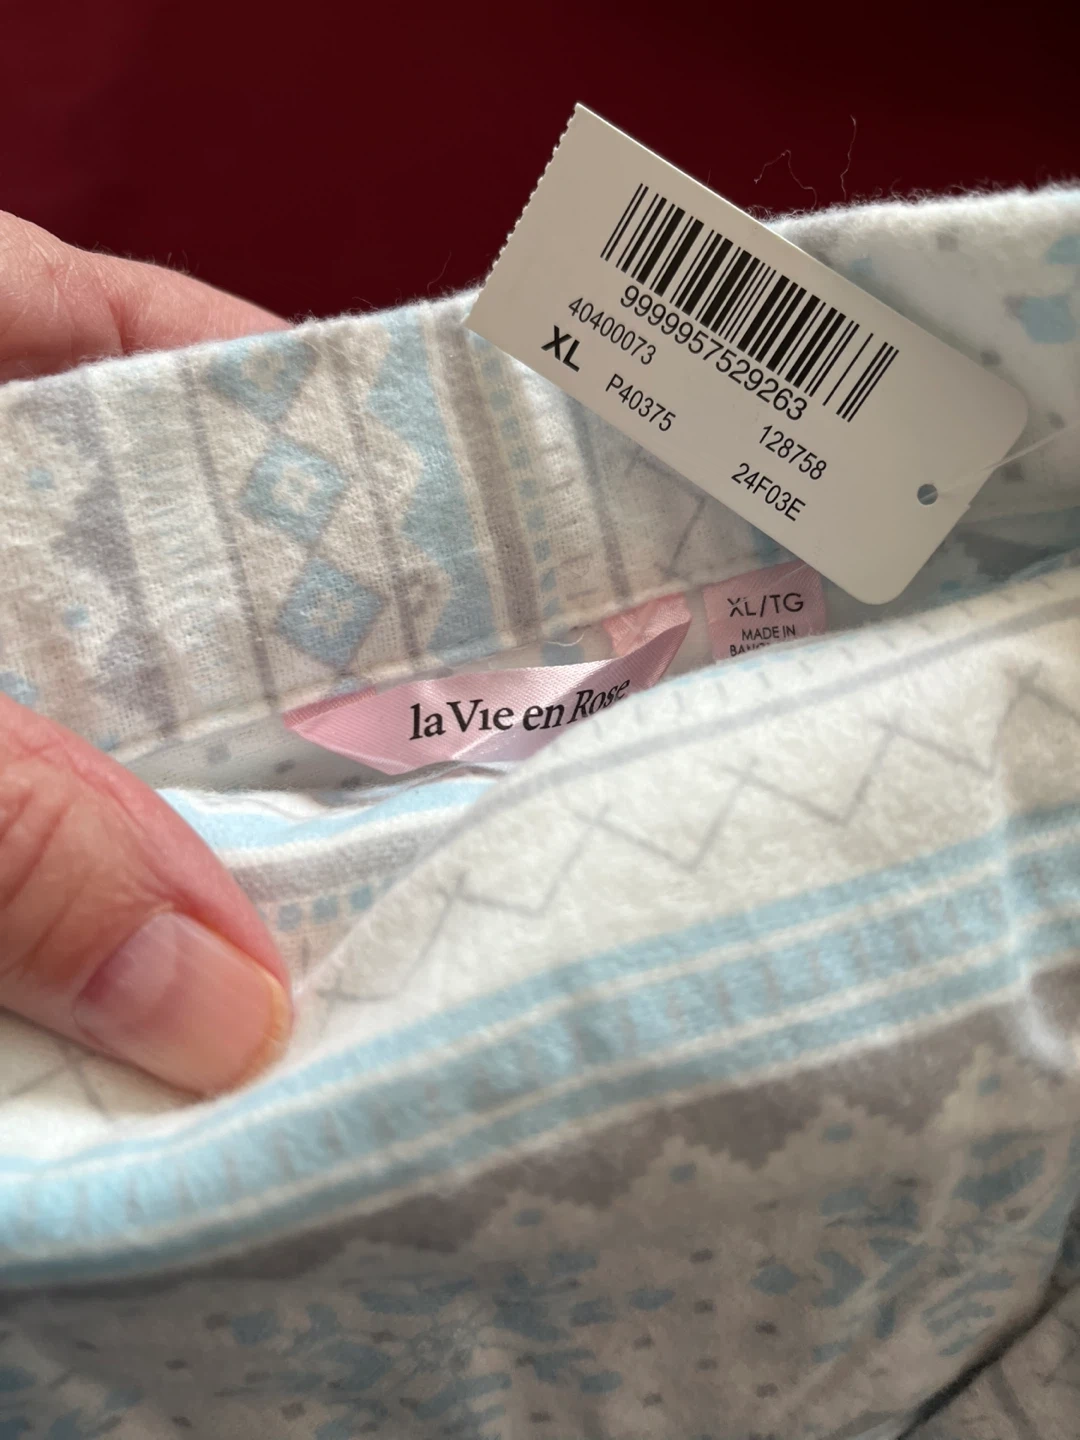 9999957529263
40400073
XL
P40375
128758
24F03E
XL/TG
MADE IN
la Vie en Rose